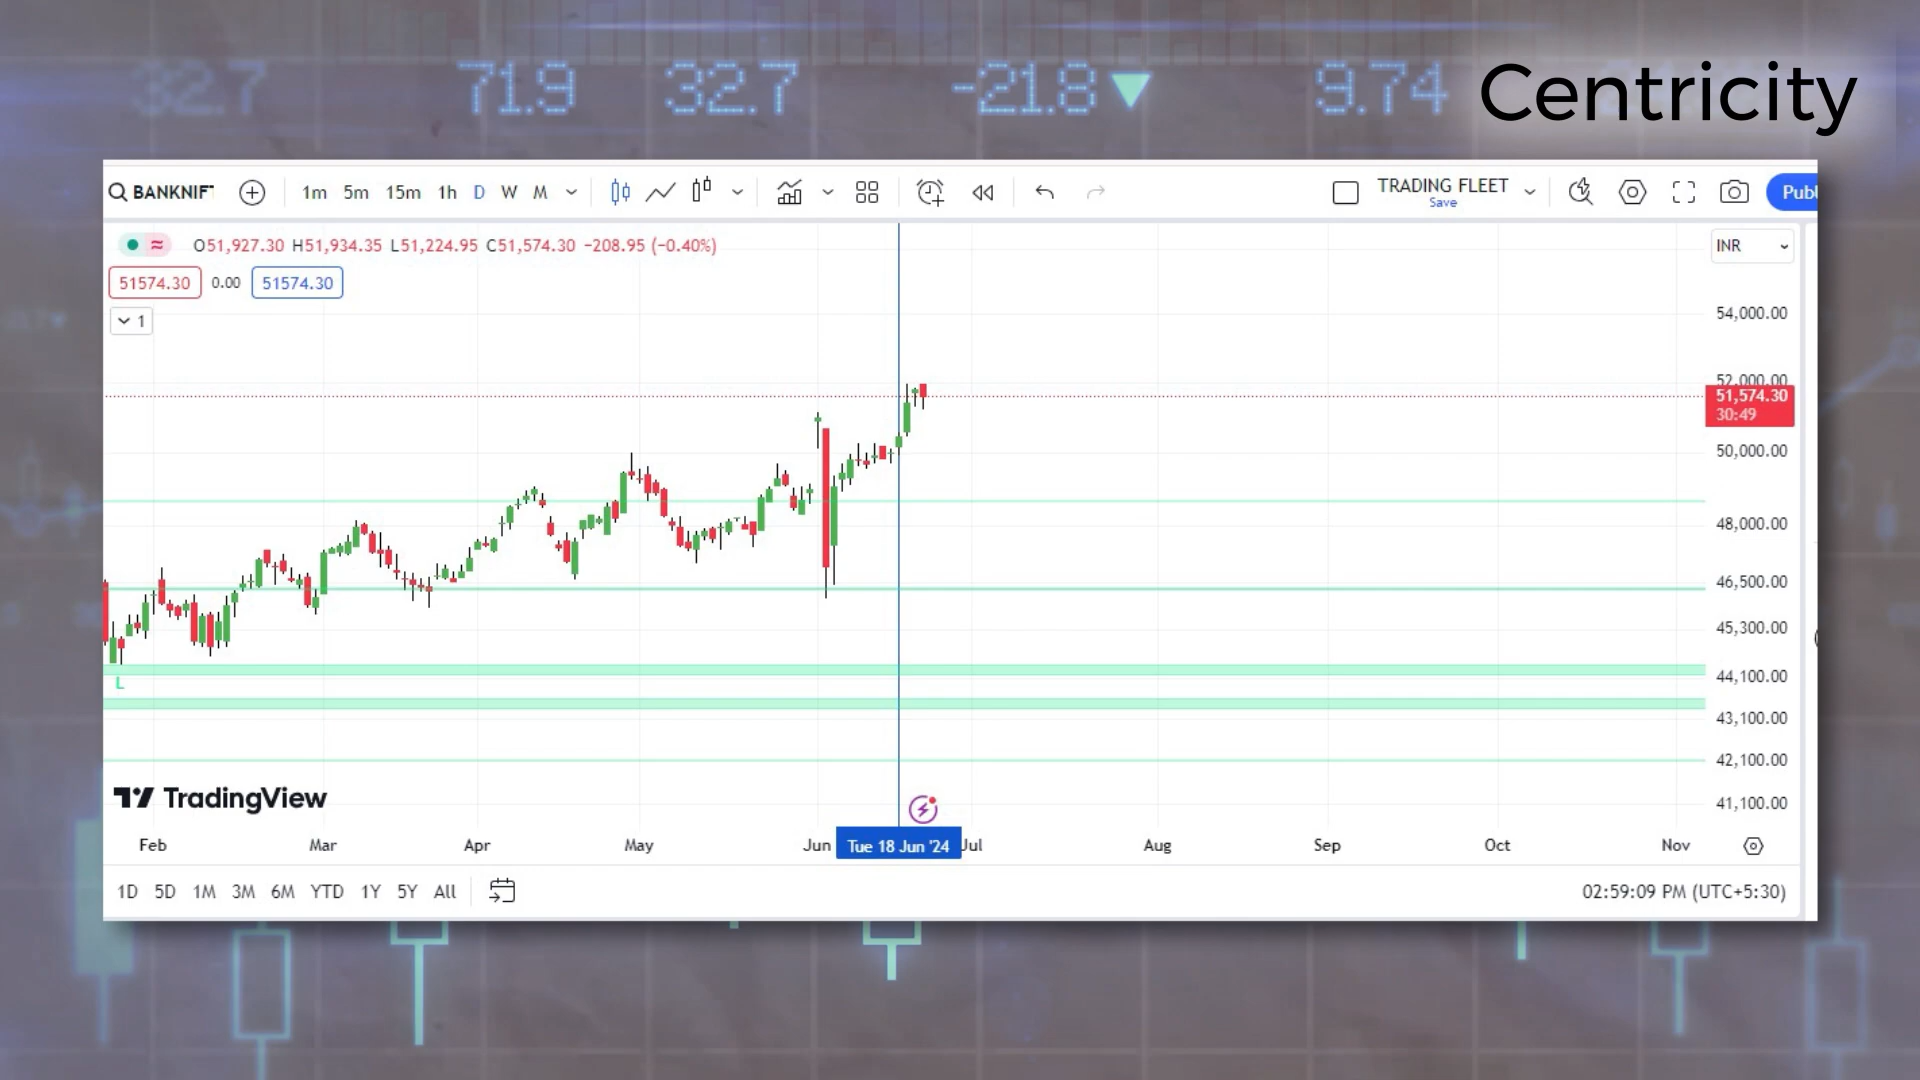 32.7 71.9 32.7 -21.8▼ 9.74
Centricity
BANKNIFT 1m 5m 15m 1h D W M TRADING FLEET Publ
Save
O51,927.30 H51,934.35 L51,224.95 C51,574.30 −208.95 (−0.40%) INR
51574.30 0.00 51574.30
1
54,000.00
52,000.00
51,574.30
30:49
50,000.00
48,000.00
46,500.00
45,300.00
44,100.00
L
43,100.00
42,100.00
41,100.00
TradingView
Feb Mar Apr May Jun Tue 18 Jun '24 Jul Aug Sep Oct Nov
1D 5D 1M 3M 6M YTD 1Y 5Y All 02:59:09 PM (UTC+5:30)